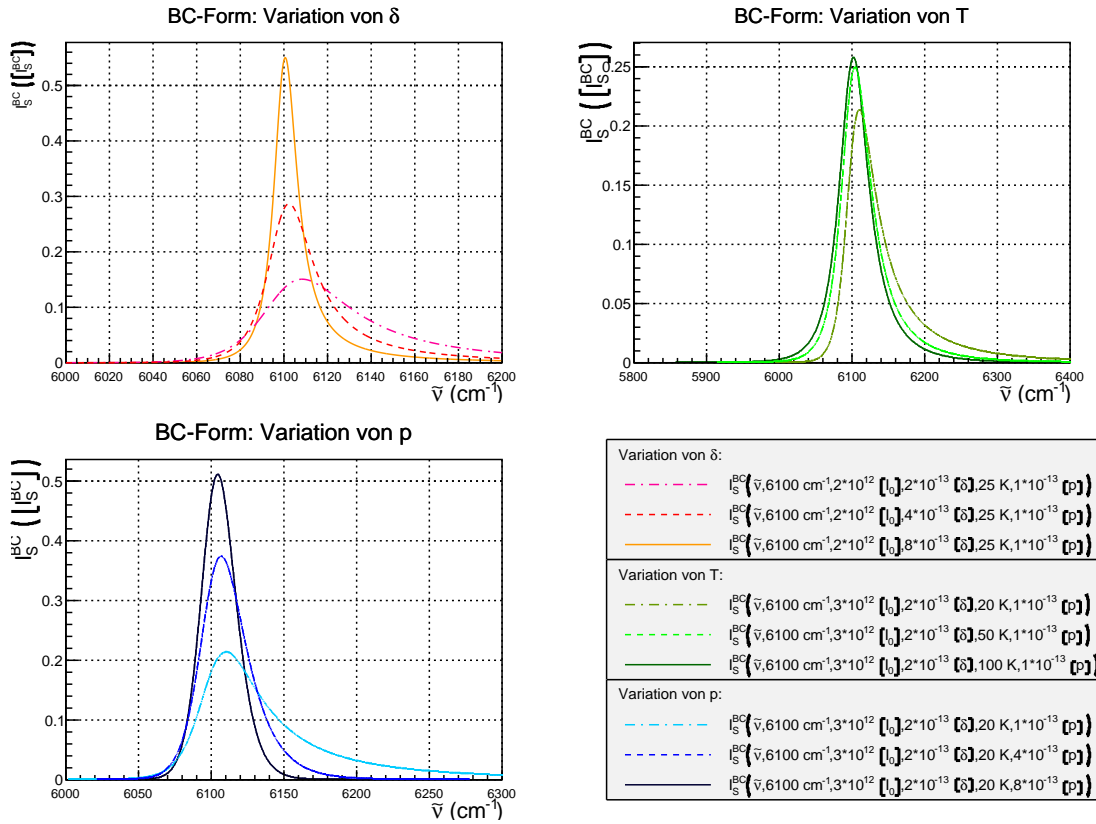 BC-Form: Variation von δ
I_S^BC ([I_S^BC])
0.5
0.4
0.3
0.2
0.1
0
6000 6020 6040 6060 6080 6100 6120 6140 6160 6180 6200
ν̃ (cm⁻¹)
BC-Form: Variation von T
I_S^BC ([I_S^BC])
0.25
0.2
0.15
0.1
0.05
0
5800 5900 6000 6100 6200 6300 6400
ν̃ (cm⁻¹)
BC-Form: Variation von p
I_S^BC ([I_S^BC])
0.5
0.4
0.3
0.2
0.1
0
6000 6050 6100 6150 6200 6250 6300
ν̃ (cm⁻¹)
Variation von δ:
I_S^BC(ν̃,6100 cm⁻¹,2*10¹² [I₀],2*10⁻¹³ [δ],25 K,1*10⁻¹³ [p])
I_S^BC(ν̃,6100 cm⁻¹,2*10¹² [I₀],4*10⁻¹³ [δ],25 K,1*10⁻¹³ [p])
I_S^BC(ν̃,6100 cm⁻¹,2*10¹² [I₀],8*10⁻¹³ [δ],25 K,1*10⁻¹³ [p])
Variation von T:
I_S^BC(ν̃,6100 cm⁻¹,3*10¹² [I₀],2*10⁻¹³ [δ],20 K,1*10⁻¹³ [p])
I_S^BC(ν̃,6100 cm⁻¹,3*10¹² [I₀],2*10⁻¹³ [δ],50 K,1*10⁻¹³ [p])
I_S^BC(ν̃,6100 cm⁻¹,3*10¹² [I₀],2*10⁻¹³ [δ],100 K,1*10⁻¹³ [p])
Variation von p:
I_S^BC(ν̃,6100 cm⁻¹,3*10¹² [I₀],2*10⁻¹³ [δ],20 K,1*10⁻¹³ [p])
I_S^BC(ν̃,6100 cm⁻¹,3*10¹² [I₀],2*10⁻¹³ [δ],20 K,4*10⁻¹³ [p])
I_S^BC(ν̃,6100 cm⁻¹,3*10¹² [I₀],2*10⁻¹³ [δ],20 K,8*10⁻¹³ [p])